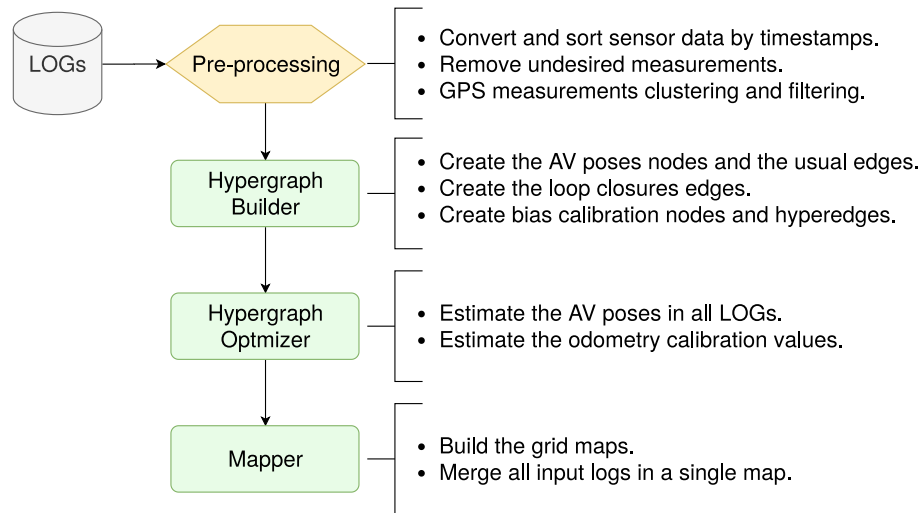 LOGs
Pre-processing
• Convert and sort sensor data by timestamps.
• Remove undesired measurements.
• GPS measurements clustering and filtering.
Hypergraph
Builder
• Create the AV poses nodes and the usual edges.
• Create the loop closures edges.
• Create bias calibration nodes and hyperedges.
Hypergraph
Optmizer
• Estimate the AV poses in all LOGs.
• Estimate the odometry calibration values.
Mapper
• Build the grid maps.
• Merge all input logs in a single map.